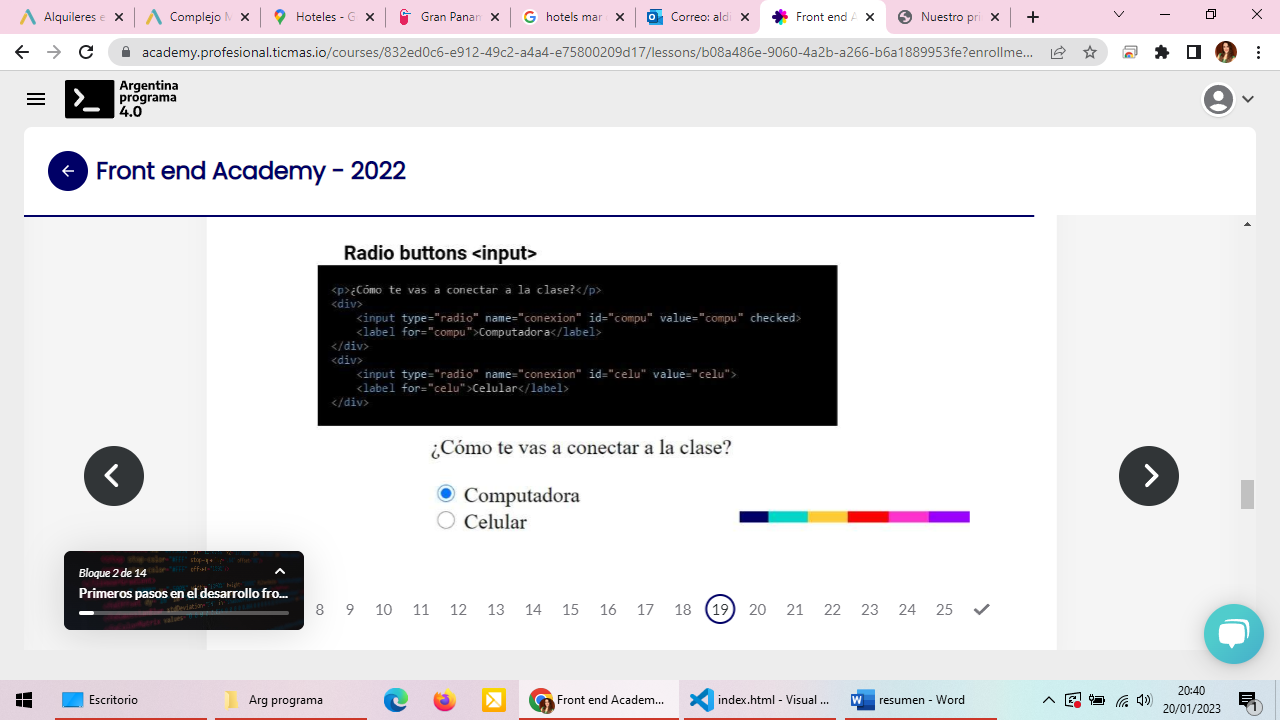 Alquileres e
Complejo M
Hoteles - G
Gran Panam
hotels mar
Correo: aldi
Front end A
Nuestro pri
academy.profesional.ticmas.io/courses/832ed0c6-e912-49c2-a4a4-e75800209d17/lessons/b08a486e-9060-4a2b-a266-b6a1889953fe?enrollme...
Argentina
programa
4.0
Front end Academy - 2022
Radio buttons <input>
<p>¿Cómo te vas a conectar a la clase?</p>
<div>
<input type="radio" name="conexion" id="compu" value="compu" checked>
<label for="compu">Computadora</label>
</div>
<div>
<input type="radio" name="conexion" id="celu" value="celu">
<label for="celu">Celular</label>
</div>
¿Cómo te vas a conectar a la clase?
Computadora
Celular
Bloque 2 de 14
Primeros pasos en el desarrollo fro...
8 9 10 11 12 13 14 15 16 17 18 19 20 21 22 23 24 25
Escritorio
Arg programa
Front end Academ...
index.html - Visual ...
resumen - Word
20:40
20/01/2023
1